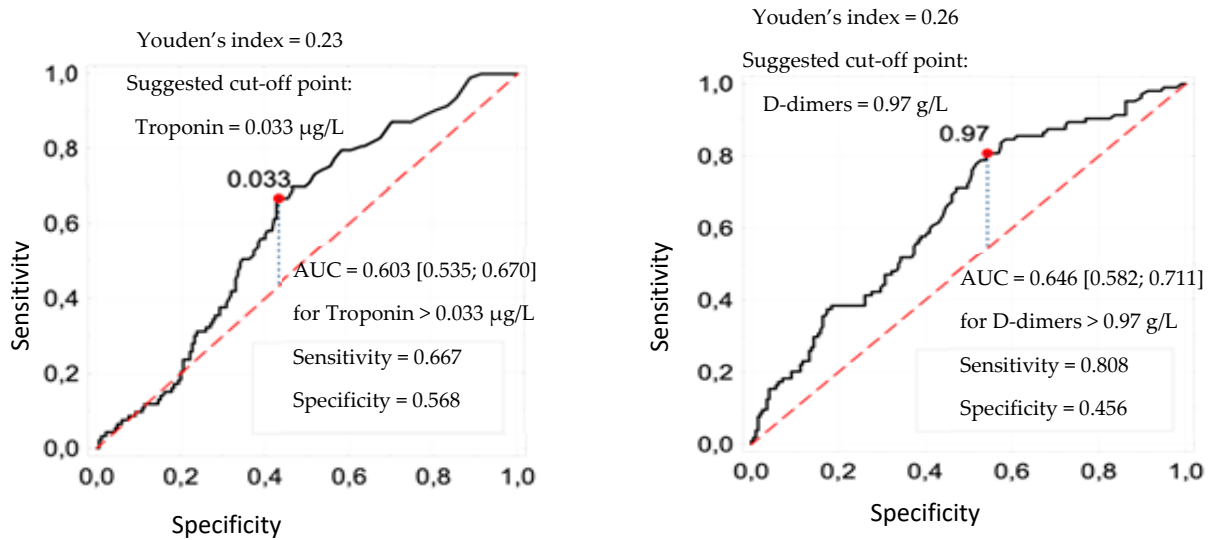 Youden’s index = 0.23
Suggested cut-off point:
Troponin = 0.033 µg/L
1,0
0,8
0,6
0,4
0,2
0,0
Sensitivity
0.033
AUC = 0.603 [0.535; 0.670]
for Troponin > 0.033 µg/L
Sensitivity = 0.667
Specificity = 0.568
0,0 0,2 0,4 0,6 0,8 1,0
Specificity
Youden’s index = 0.26
Suggested cut-off point:
D-dimers = 0.97 g/L
1,0
0,8
0,6
0,4
0,2
0,0
Sensitivity
0.97
AUC = 0.646 [0.582; 0.711]
for D-dimers > 0.97 g/L
Sensitivity = 0.808
Specificity = 0.456
0,0 0,2 0,4 0,6 0,8 1,0
Specificity